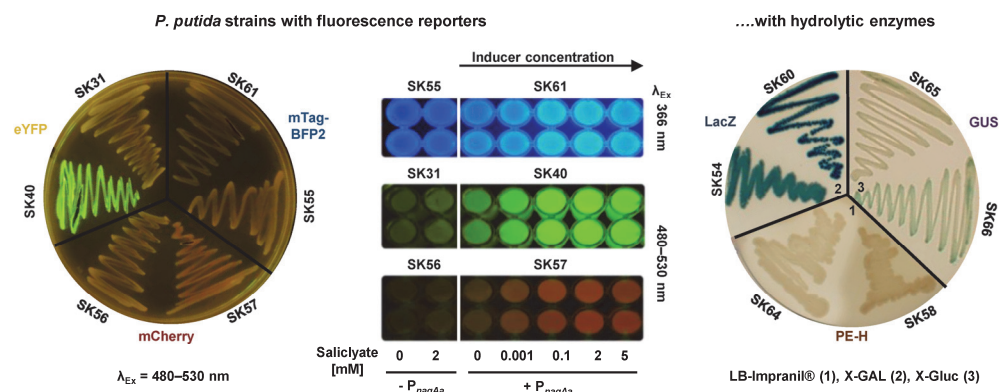 P. putida strains with fluorescence reporters
….with hydrolytic enzymes
SK31
SK61
eYFP
mTag-
BFP2
SK40
SK55
SK56
SK57
mCherry
λEx = 480–530 nm
Inducer concentration
SK55
SK61
λEx
366 nm
SK31
SK40
480–530 nm
SK56
SK57
Saliclyate
[mM]
0
2
0
0.001
0.1
2
5
- PnagAa
+ PnagAa
SK60
SK65
LacZ
GUS
SK54
2
3
1
SK66
SK64
SK58
PE-H
LB-Impranil® (1), X-GAL (2), X-Gluc (3)